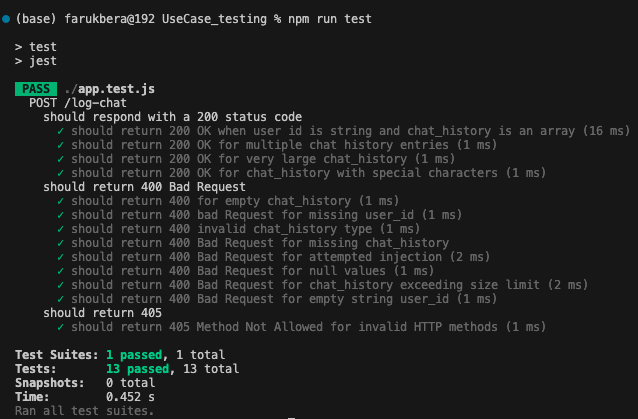 (base) farukbera@192 UseCase_testing % npm run test
> test
> jest
PASS ./app.test.js
POST /log-chat
should respond with a 200 status code
✓ should return 200 OK when user id is string and chat_history is an array (16 ms)
✓ should return 200 OK for multiple chat history entries (1 ms)
✓ should return 200 OK for very large chat_history (1 ms)
✓ should return 200 OK for chat_history with special characters (1 ms)
should return 400 Bad Request
✓ should return 400 for empty chat_history (1 ms)
✓ should return 400 bad Request for missing user_id (1 ms)
✓ should return 400 invalid chat_history type (1 ms)
✓ should return 400 Bad Request for missing chat_history
✓ should return 400 Bad Request for attempted injection (2 ms)
✓ should return 400 Bad Request for null values (1 ms)
✓ should return 400 Bad Request for chat_history exceeding size limit (2 ms)
✓ should return 400 Bad Request for empty string user_id (1 ms)
should return 405
✓ should return 405 Method Not Allowed for invalid HTTP methods (1 ms)
Test Suites: 1 passed, 1 total
Tests: 13 passed, 13 total
Snapshots: 0 total
Time: 0.452 s
Ran all test suites.